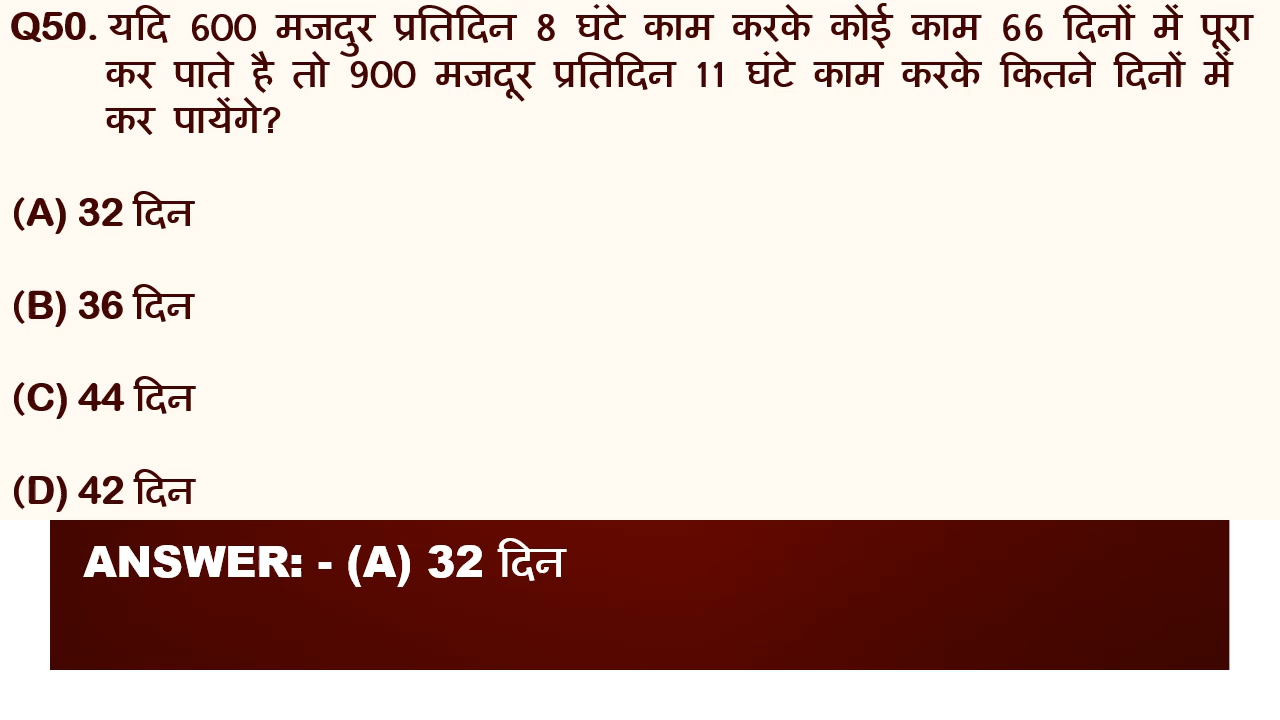 Q50. यदि 600 मजदुर प्रतिदिन 8 घंटे काम करके कोई काम 66 दिनों में पूरा
कर पाते है तो 900 मजदूर प्रतिदिन 11 घंटे काम करके कितने दिनों में
कर पायेंगे?
(A) 32 दिन
(B) 36 दिन
(C) 44 दिन
(D) 42 दिन
ANSWER: - (A) 32 दिन